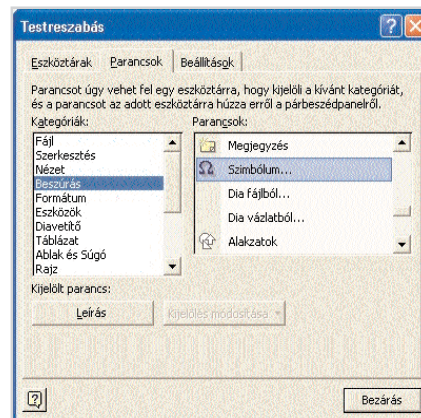 Testreszabás
Eszköztárak Parancsok Beállítások
Parancsot úgy vehet fel egy eszköztárra, hogy kijelöli a kívánt kategóriát,
és a parancsot az adott eszköztárra húzza erről a párbeszédpanelről.
Kategóriák:
Fájl
Szerkesztés
Nézet
Beszúrás
Formátum
Eszközök
Diavetítő
Táblázat
Ablak és Súgó
Rajz
Parancsok:
Megjegyzés
Szimbólum...
Dia fájlból...
Dia vázlatból...
Alakzatok
Kijelölt parancs:
Leírás
Kijelölés módosítása
Bezárás